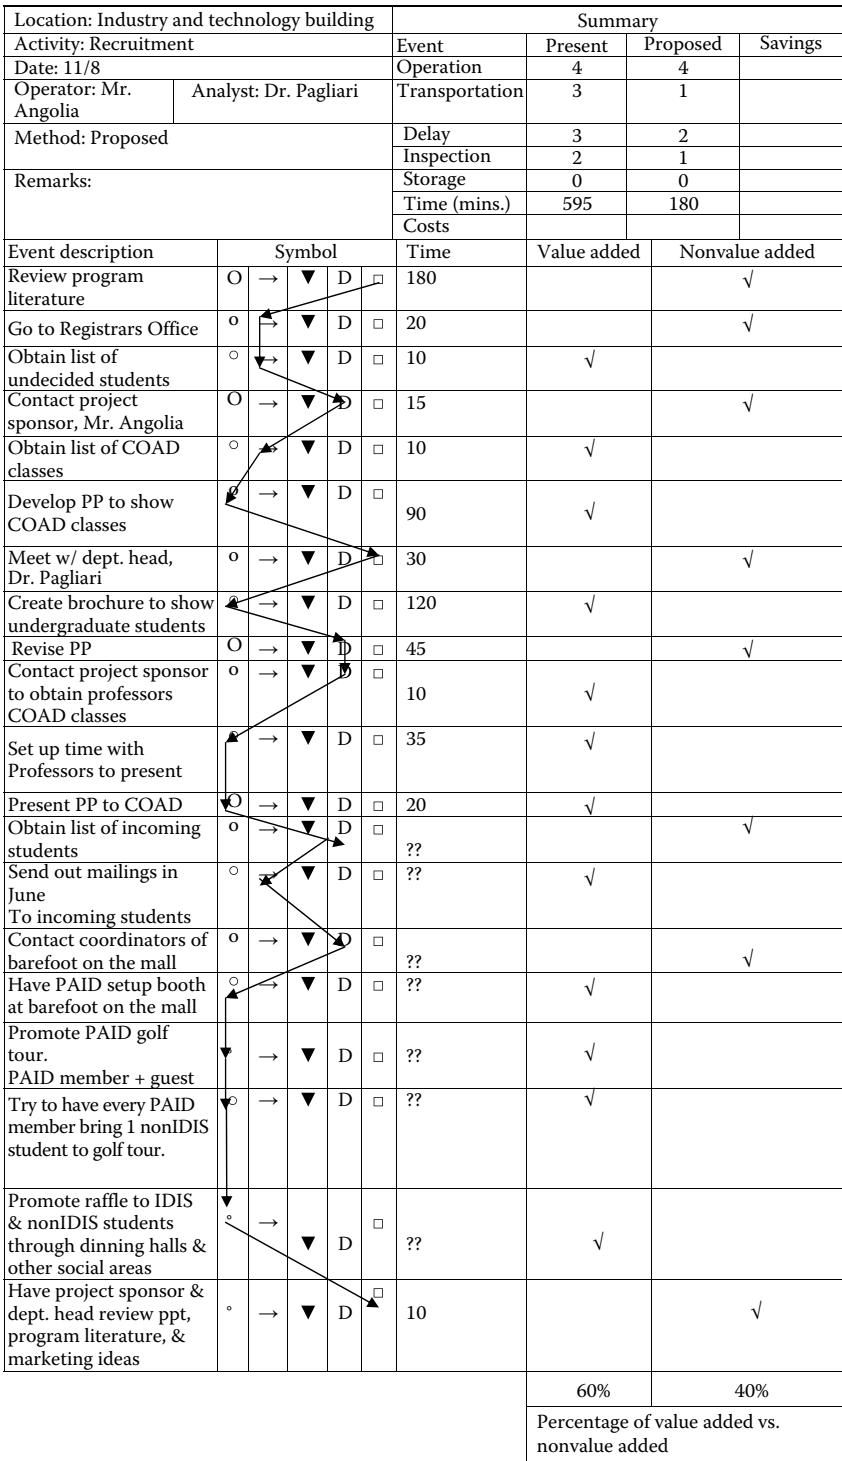 Location: Industry and technology building
Summary
Activity: Recruitment
Event Present Proposed Savings
Date: 11/8
Operation 4 4
Operator: Mr. Angolia
Analyst: Dr. Pagliari
Transportation 3 1
Method: Proposed
Delay 3 2
Inspection 2 1
Remarks:
Storage 0 0
Time (mins.) 595 180
Costs
Event description Symbol Time Value added Nonvalue added
Review program
literature
O → ▼ D □ 180 √
Go to Registrars Office o → ▼ D □ 20 √
Obtain list of
undecided students
○ → ▼ D □ 10 √
Contact project
sponsor, Mr. Angolia
O → ▼ D □ 15 √
Obtain list of COAD
classes
○ → ▼ D □ 10 √
Develop PP to show
COAD classes
o → ▼ D □ 90 √
Meet w/ dept. head,
Dr. Pagliari
o → ▼ D □ 30 √
Create brochure to show
undergraduate students
○ → ▼ D □ 120 √
Revise PP O → ▼ D □ 45 √
Contact project sponsor
to obtain professors
COAD classes
o → ▼ D □ 10 √
Set up time with
Professors to present
○ → ▼ D □ 35 √
Present PP to COAD O → ▼ D □ 20 √
Obtain list of incoming
students
o → ▼ D □ ?? √
Send out mailings in
June
To incoming students
○ → ▼ D □ ?? √
Contact coordinators of
barefoot on the mall
o → ▼ D □ ?? √
Have PAID setup booth
at barefoot on the mall
○ → ▼ D □ ?? √
Promote PAID golf
tour.
PAID member + guest
° → ▼ D □ ?? √
Try to have every PAID
member bring 1 nonIDIS
student to golf tour.
○ → ▼ D □ ?? √
Promote raffle to IDIS
& nonIDIS students
through dinning halls &
other social areas
° → ▼ D □ ?? √
Have project sponsor &
dept. head review ppt,
program literature, &
marketing ideas
° → ▼ D □ 10 √
60% 40%
Percentage of value added vs.
nonvalue added